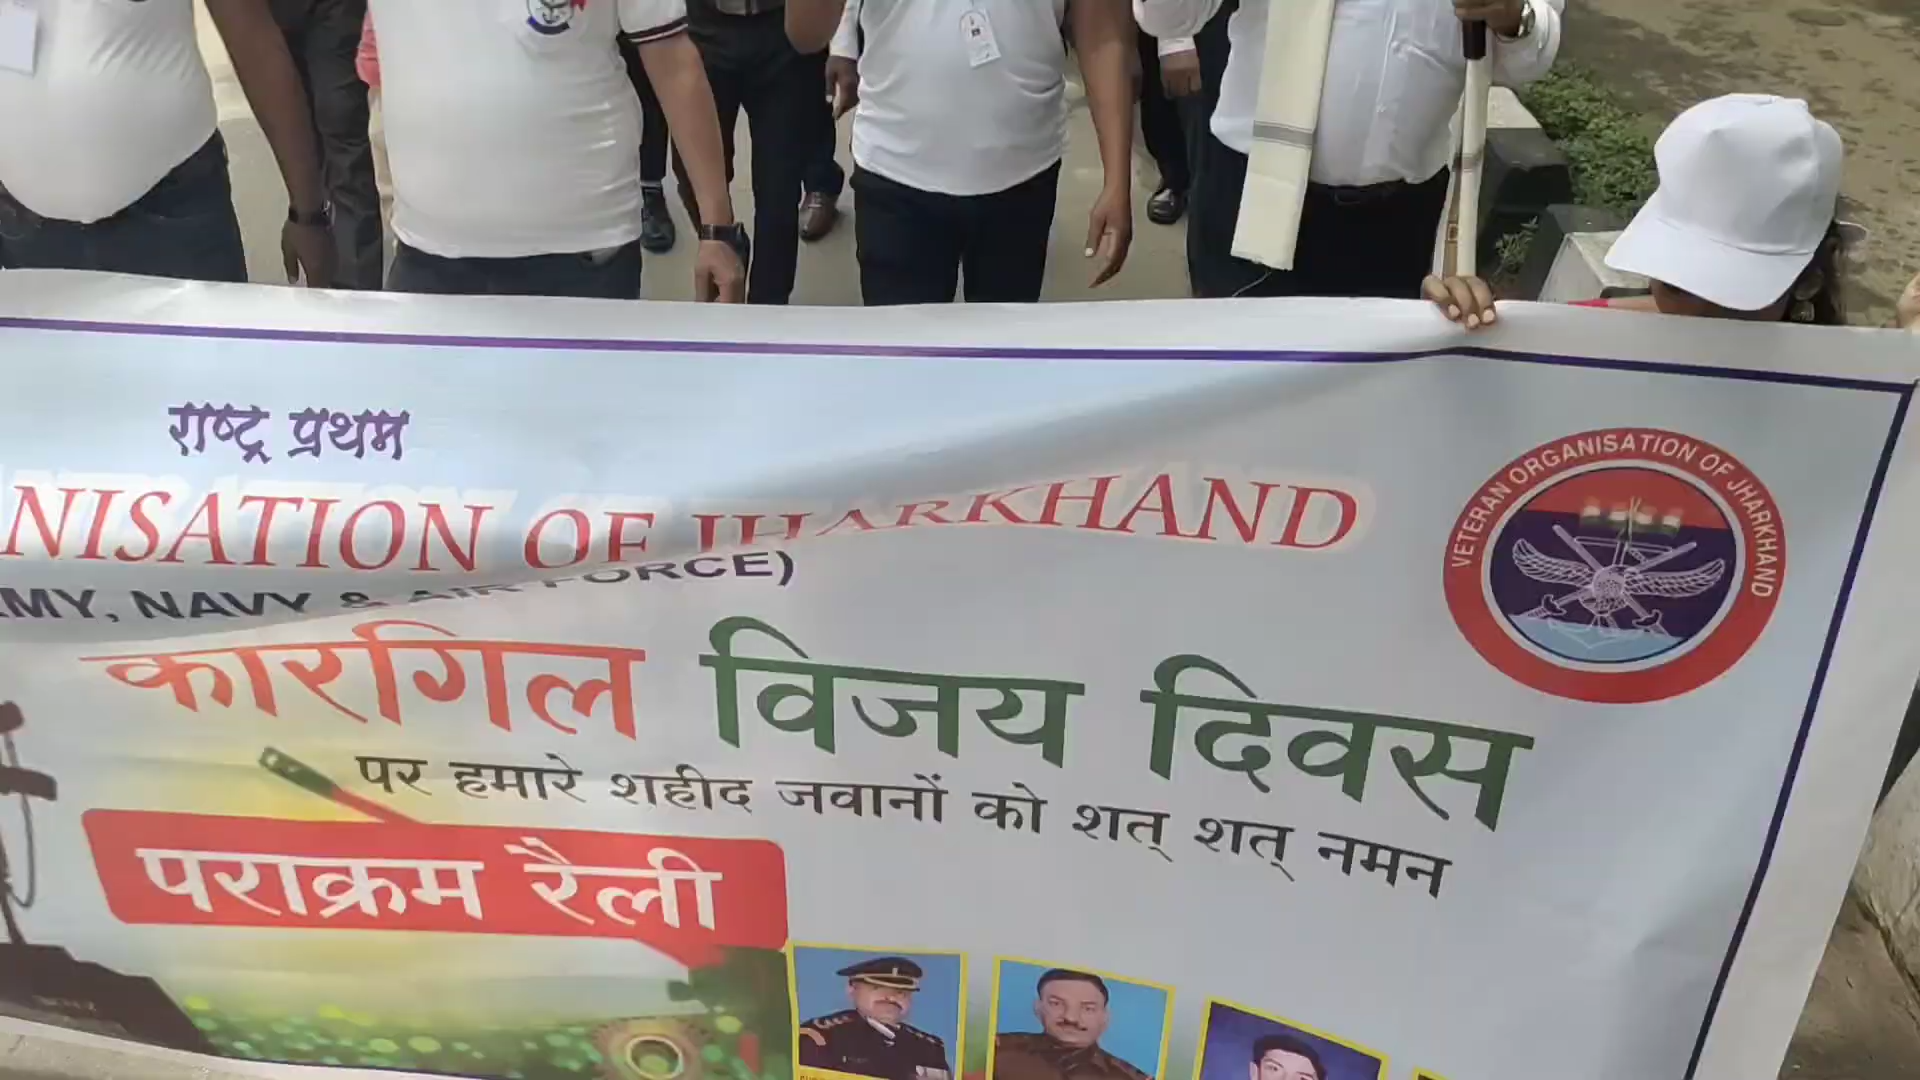 राष्ट्र प्रथम
NISATION OF JHARKHAND
MY, NAVY & AIR FORCE)
VETERAN ORGANISATION OF JHARKHAND
कारगिल विजय दिवस
पर हमारे शहीद जवानों को शत् शत् नमन
पराक्रम रैली